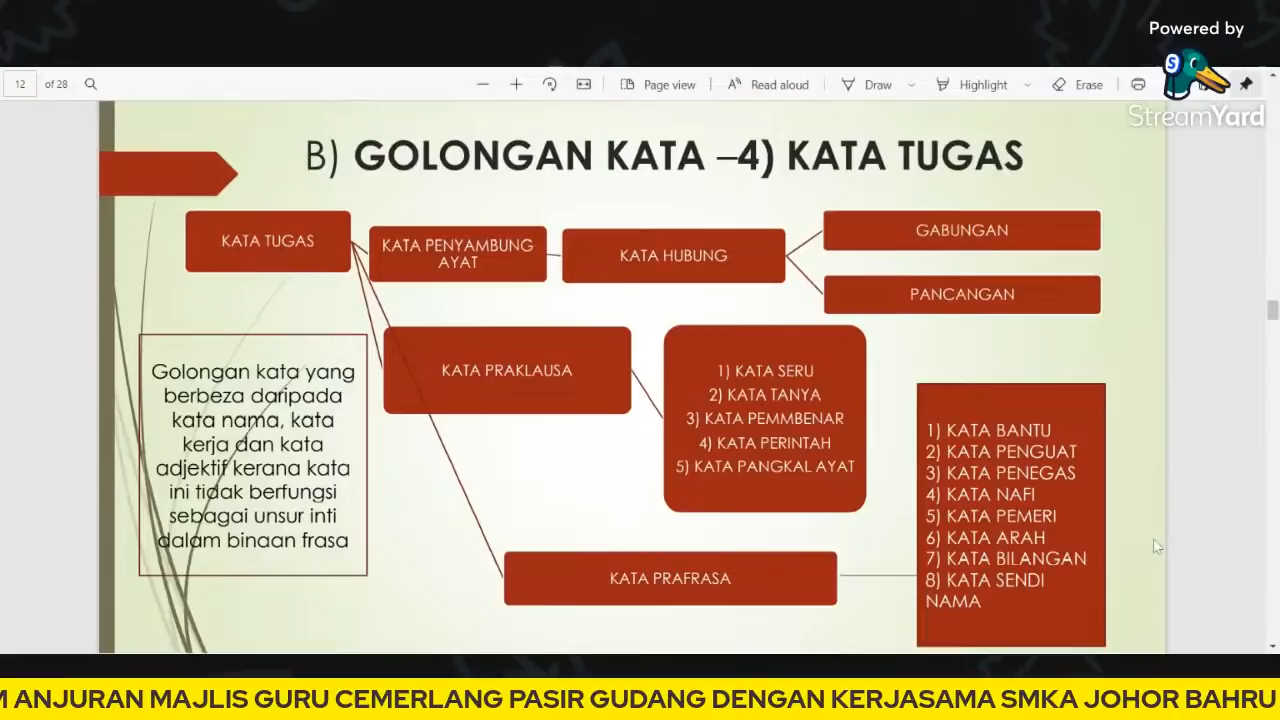 Powered by
StreamYard
12 of 28
Page view
Read aloud
Draw
Highlight
Erase
B) GOLONGAN KATA –4) KATA TUGAS
KATA TUGAS
KATA PENYAMBUNG
AYAT
KATA HUBUNG
GABUNGAN
PANCANGAN
Golongan kata yang
berbeza daripada
kata nama, kata
kerja dan kata
adjektif kerana kata
ini tidak berfungsi
sebagai unsur inti
dalam binaan frasa
KATA PRAKLAUSA
1) KATA SERU
2) KATA TANYA
3) KATA PEMMBENAR
4) KATA PERINTAH
5) KATA PANGKAL AYAT
KATA PRAFRASA
1) KATA BANTU
2) KATA PENGUAT
3) KATA PENEGAS
4) KATA NAFI
5) KATA PEMERI
6) KATA ARAH
7) KATA BILANGAN
8) KATA SENDI
NAMA
M ANJURAN MAJLIS GURU CEMERLANG PASIR GUDANG DENGAN KERJASAMA SMKA JOHOR BAHRU